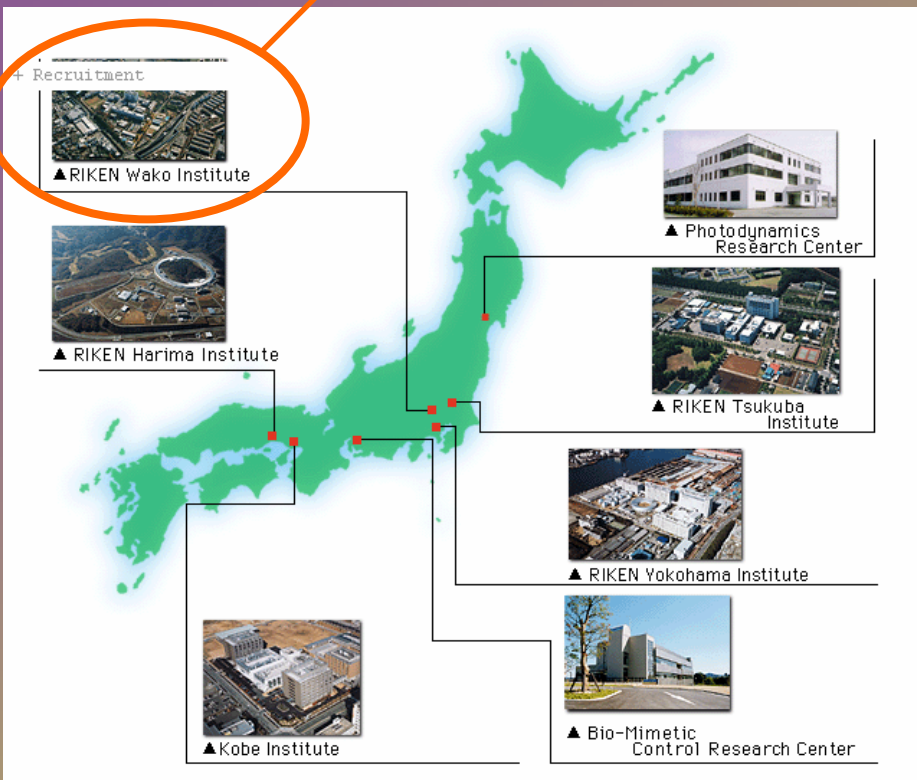 + Recruitment
▲RIKEN Wako Institute
▲ Photodynamics
Research Center
▲ RIKEN Harima Institute
▲ RIKEN Tsukuba
Institute
▲ RIKEN Yokohama Institute
▲ Bio-Mimetic
Control Research Center
▲Kobe Institute